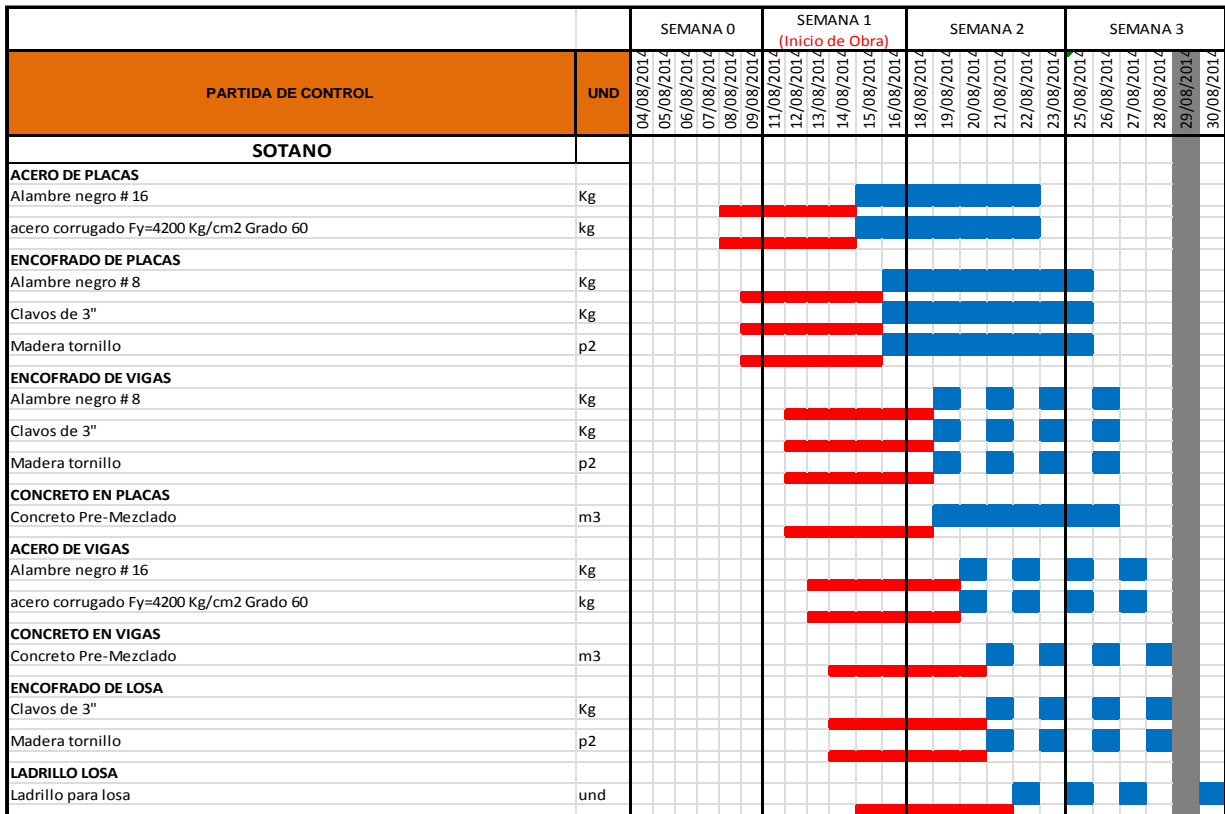 SEMANA 0
SEMANA 1
(Inicio de Obra)
SEMANA 2
SEMANA 3
PARTIDA DE CONTROL
UND
04/08/2014
05/08/2014
06/08/2014
07/08/2014
08/08/2014
09/08/2014
11/08/2014
12/08/2014
13/08/2014
14/08/2014
15/08/2014
16/08/2014
18/08/2014
19/08/2014
20/08/2014
21/08/2014
22/08/2014
23/08/2014
25/08/2014
26/08/2014
27/08/2014
28/08/2014
29/08/2014
30/08/2014
SOTANO
ACERO DE PLACAS
Alambre negro # 16 Kg
acero corrugado Fy=4200 Kg/cm2 Grado 60 kg
ENCOFRADO DE PLACAS
Alambre negro # 8 Kg
Clavos de 3" Kg
Madera tornillo p2
ENCOFRADO DE VIGAS
Alambre negro # 8 Kg
Clavos de 3" Kg
Madera tornillo p2
CONCRETO EN PLACAS
Concreto Pre-Mezclado m3
ACERO DE VIGAS
Alambre negro # 16 Kg
acero corrugado Fy=4200 Kg/cm2 Grado 60 kg
CONCRETO EN VIGAS
Concreto Pre-Mezclado m3
ENCOFRADO DE LOSA
Clavos de 3" Kg
Madera tornillo p2
LADRILLO LOSA
Ladrillo para losa und